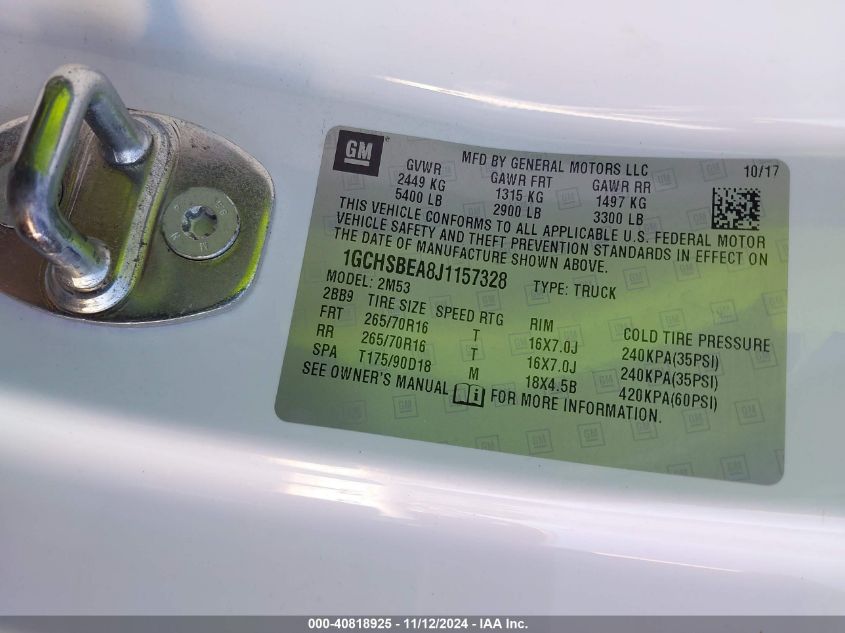 GM
MFD BY GENERAL MOTORS LLC 10/17
GVWR GAWR FRT GAWR RR
2449 KG 1315 KG 1497 KG
5400 LB 2900 LB 3300 LB
THIS VEHICLE CONFORMS TO ALL APPLICABLE U.S. FEDERAL MOTOR
VEHICLE SAFETY AND THEFT PREVENTION STANDARDS IN EFFECT ON
THE DATE OF MANUFACTURE SHOWN ABOVE.
1GCHSBEA8J1157328
MODEL: 2M53 TYPE: TRUCK
2BB9 TIRE SIZE SPEED RTG RIM COLD TIRE PRESSURE
FRT 265/70R16 T 16X7.0J 240KPA(35PSI)
RR 265/70R16 T 16X7.0J 240KPA(35PSI)
SPA T175/90D18 M 18X4.5B 420KPA(60PSI)
SEE OWNER'S MANUAL FOR MORE INFORMATION.
000-40818925 - 11/12/2024 - IAA Inc.